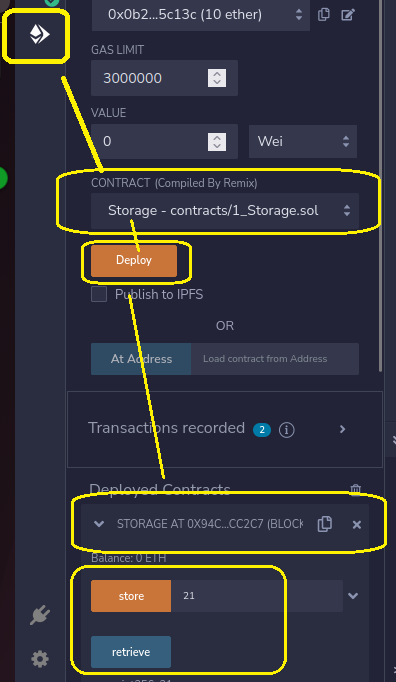 0x0b2...5c13c (10 ether)
GAS LIMIT
3000000
VALUE
0 Wei
CONTRACT (Compiled By Remix)
Storage - contracts/1_Storage.sol
Deploy
Publish to IPFS
OR
At Address Load contract from Address
Transactions recorded 2 i
Deployed Contracts
STORAGE AT 0X94C...CC2C7 (BLOCK
Balance: 0 ETH
store 21
retrieve